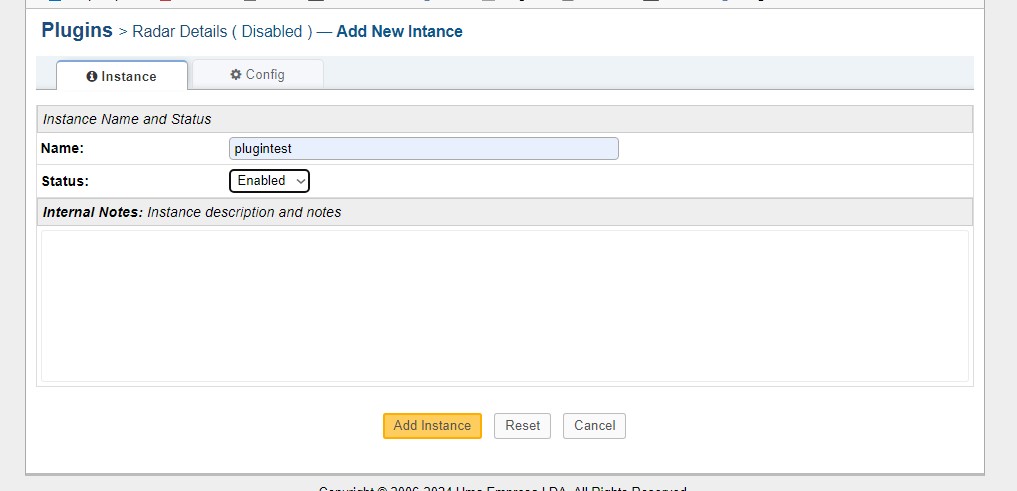 Plugins > Radar Details ( Disabled ) — Add New Intance
Instance
Config
Instance Name and Status
Name:
plugintest
Status:
Enabled
Internal Notes: Instance description and notes
Add Instance
Reset
Cancel